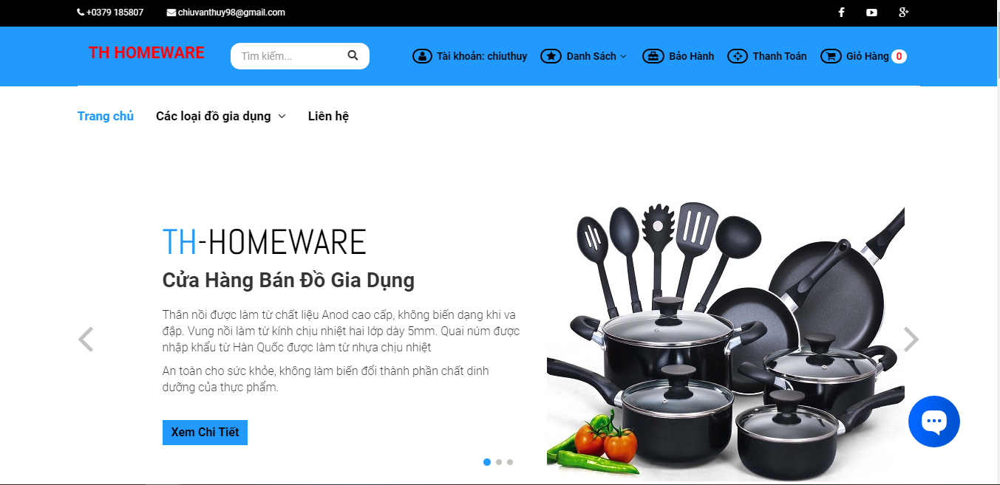 +0379 185807 chiuvanthuy98@gmail.com
TH HOMEWARE Tìm kiếm... Tài khoản: chiuthuy Danh Sách Bảo Hành Thanh Toán Giỏ Hàng 0
Trang chủ Các loại đồ gia dụng Liên hệ
TH-HOMEWARE
Cửa Hàng Bán Đồ Gia Dụng
Thân nồi được làm từ chất liệu Anod cao cấp, không biến dạng khi va
đập. Vung nồi làm từ kính chịu nhiệt hai lớp dày 5mm. Quai núm được
nhập khẩu từ Hàn Quốc được làm từ nhựa chịu nhiệt
An toàn cho sức khỏe, không làm biến đổi thành phần chất dinh
dưỡng của thực phẩm.
Xem Chi Tiết